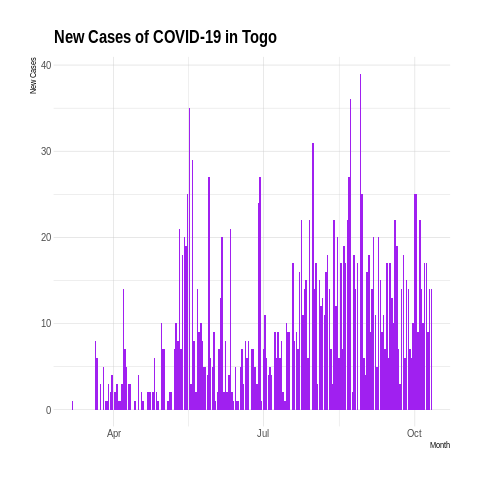 New Cases of COVID-19 in Togo
New Cases
40
30
20
10
0
Apr
Jul
Oct
Month